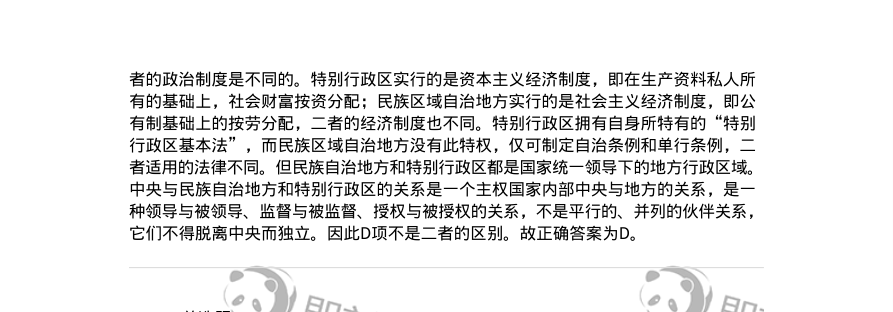 者的政治制度是不同的。特别行政区实行的是资本主义经济制度，即在生产资料私人所
有的基础上，社会财富按资分配；民族区域自治地方实行的是社会主义经济制度，即公
有制基础上的按劳分配，二者的经济制度也不同。特别行政区拥有自身所特有的“特别
行政区基本法”，而民族区域自治地方没有此特权，仅可制定自治条例和单行条例，二
者适用的法律不同。但民族自治地方和特别行政区都是国家统一领导下的地方行政区域。
中央与民族自治地方和特别行政区的关系是一个主权国家内部中央与地方的关系，是一
种领导与被领导、监督与被监督、授权与被授权的关系，不是平行的、并列的伙伴关系，
它们不得脱离中央而独立。因此D项不是二者的区别。故正确答案为D。